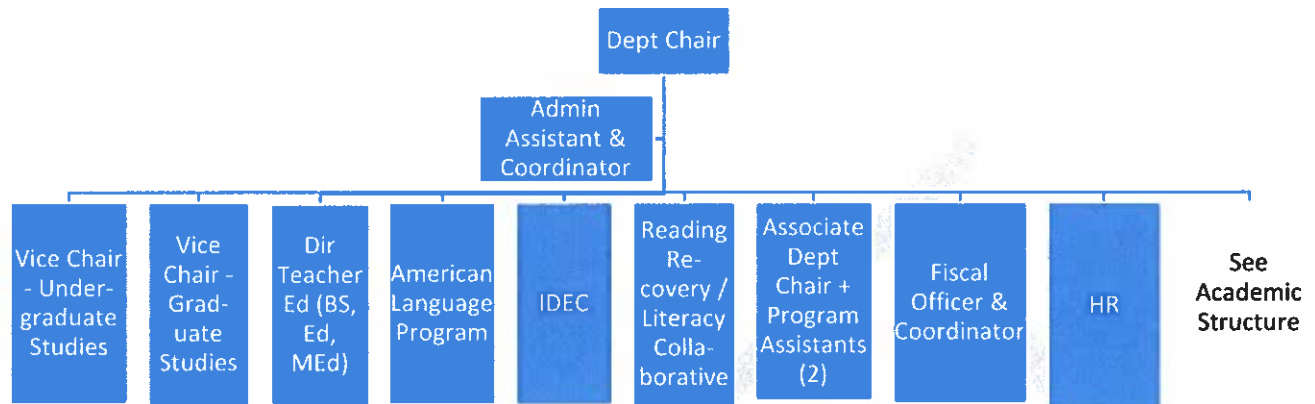 Dept Chair
Admin
Assistant &
Coordinator
Vice Chair
- Under-
graduate
Studies
Vice
Chair -
Grad-
uate
Studies
Dir
Teacher
Ed (BS,
Ed,
MEd)
American
Language
Program
IDEC
Reading
Re-
covery /
Literacy
Colla-
borative
Associate
Dept
Chair +
Program
Assistants
(2)
Fiscal
Officer &
Coordinator
HR
See
Academic
Structure